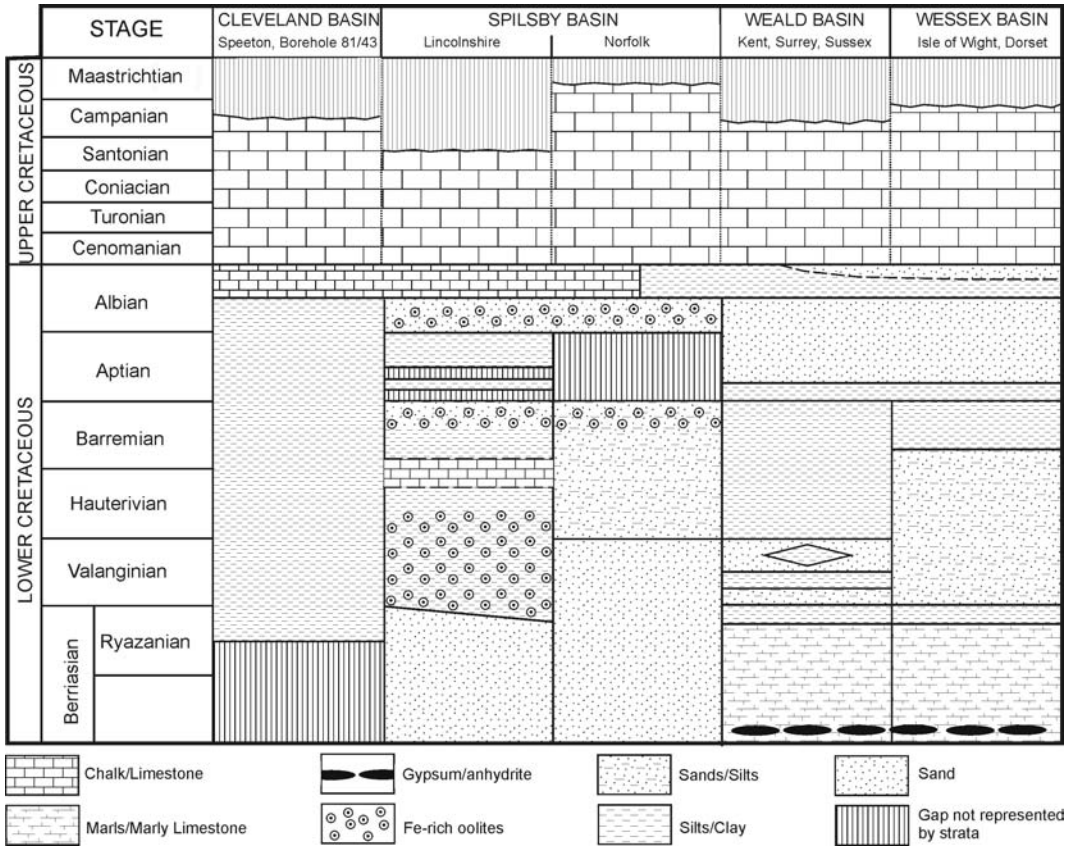 STAGE
CLEVELAND BASIN
Speeton, Borehole 81/43
SPILSBY BASIN
Lincolnshire
Norfolk
WEALD BASIN
Kent, Surrey, Sussex
WESSEX BASIN
Isle of Wight, Dorset
UPPER CRETACEOUS
Maastrichtian
Campanian
Santonian
Coniacian
Turonian
Cenomanian
LOWER CRETACEOUS
Albian
Aptian
Barremian
Hauterivian
Valanginian
Berriasian
Ryazanian
Chalk/Limestone
Gypsum/anhydrite
Sands/Silts
Sand
Marls/Marly Limestone
Fe-rich oolites
Silts/Clay
Gap not represented
by strata